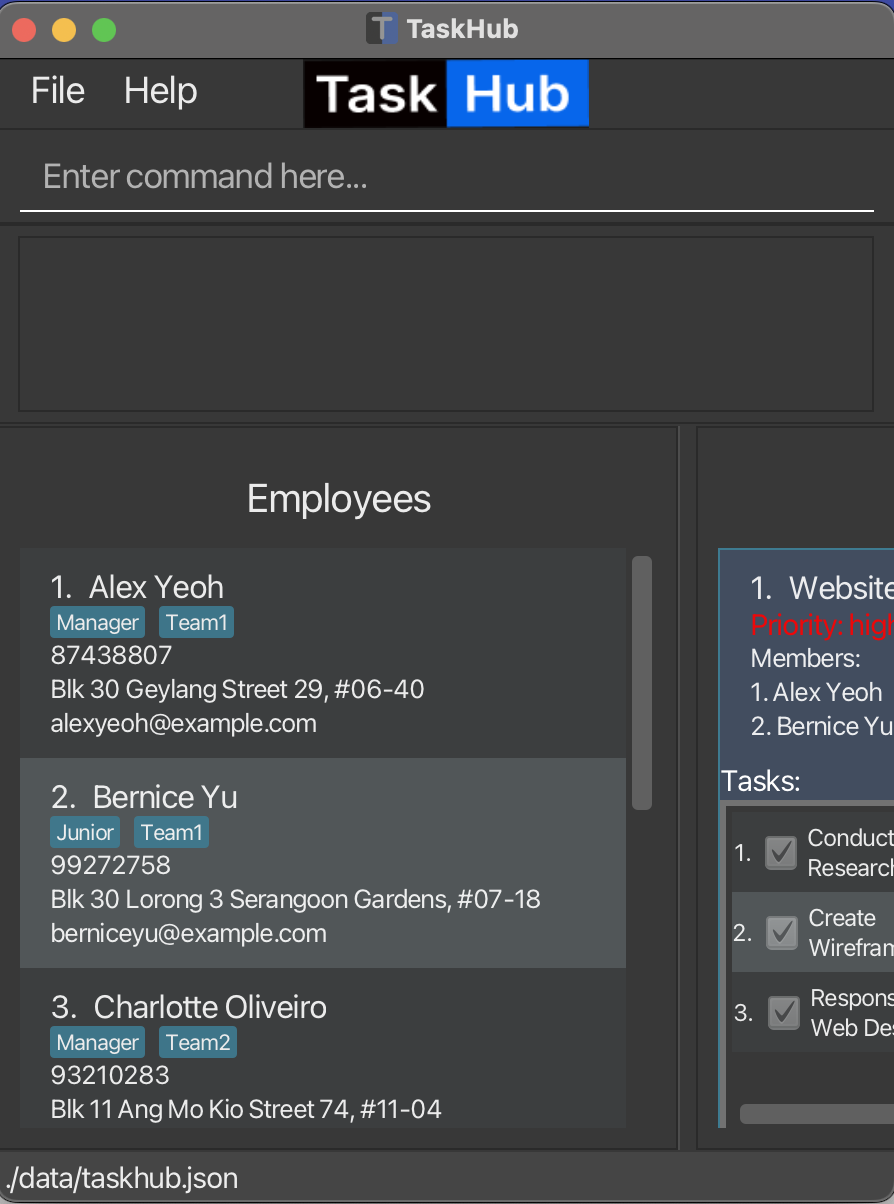 TaskHub
File Help Task Hub
Enter command here...
Employees
1. Alex Yeoh
Manager Team1
87438807
Blk 30 Geylang Street 29, #06-40
alexyeoh@example.com
2. Bernice Yu
Junior Team1
99272758
Blk 30 Lorong 3 Serangoon Gardens, #07-18
berniceyu@example.com
3. Charlotte Oliveiro
Manager Team2
93210283
Blk 11 Ang Mo Kio Street 74, #11-04
1. Website
Priority: high
Members:
1. Alex Yeoh
2. Bernice Yu
Tasks:
1. Conduct
Research
2. Create
Wirefram
3. Respons
Web Des
./data/taskhub.json